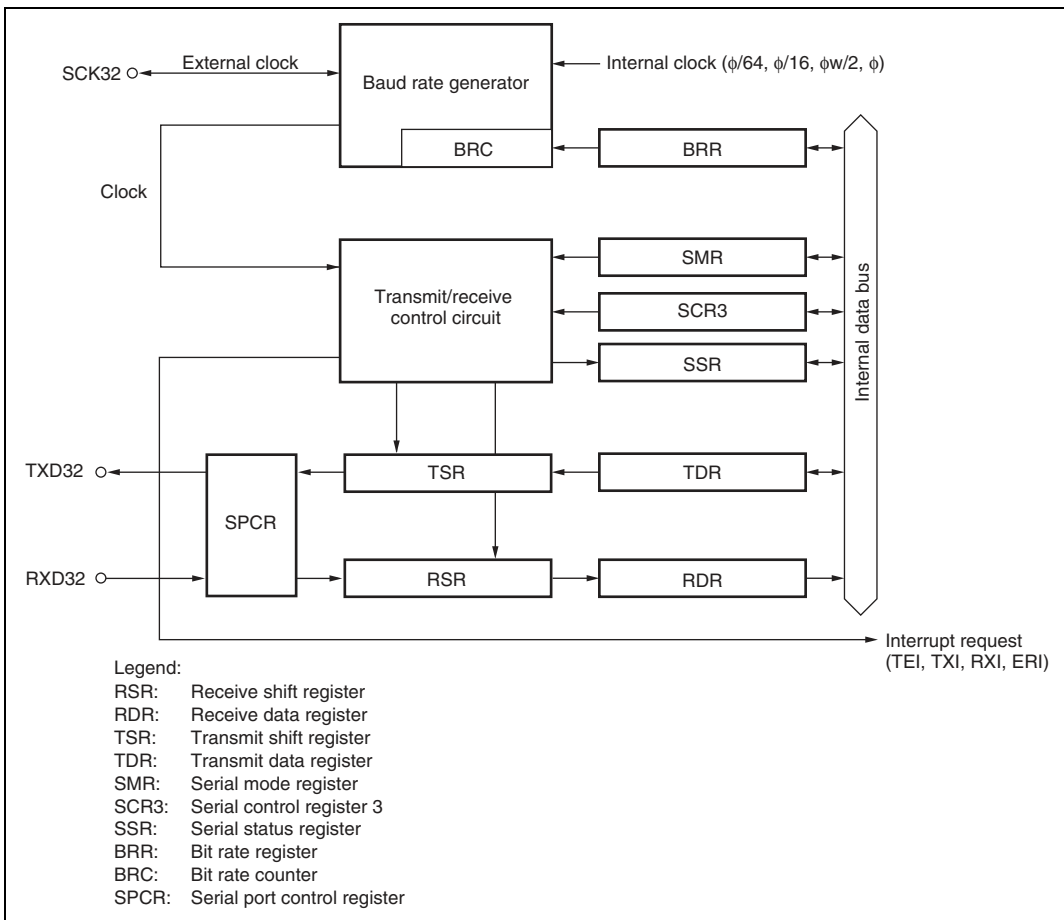 SCK32
External clock
Baud rate generator
Internal clock (ϕ/64, ϕ/16, ϕw/2, ϕ)
BRC
BRR
Clock
Transmit/receive
control circuit
SMR
SCR3
SSR
Internal data bus
TXD32
SPCR
TSR
TDR
RXD32
RSR
RDR
Interrupt request
(TEI, TXI, RXI, ERI)
Legend:
RSR: Receive shift register
RDR: Receive data register
TSR: Transmit shift register
TDR: Transmit data register
SMR: Serial mode register
SCR3: Serial control register 3
SSR: Serial status register
BRR: Bit rate register
BRC: Bit rate counter
SPCR: Serial port control register